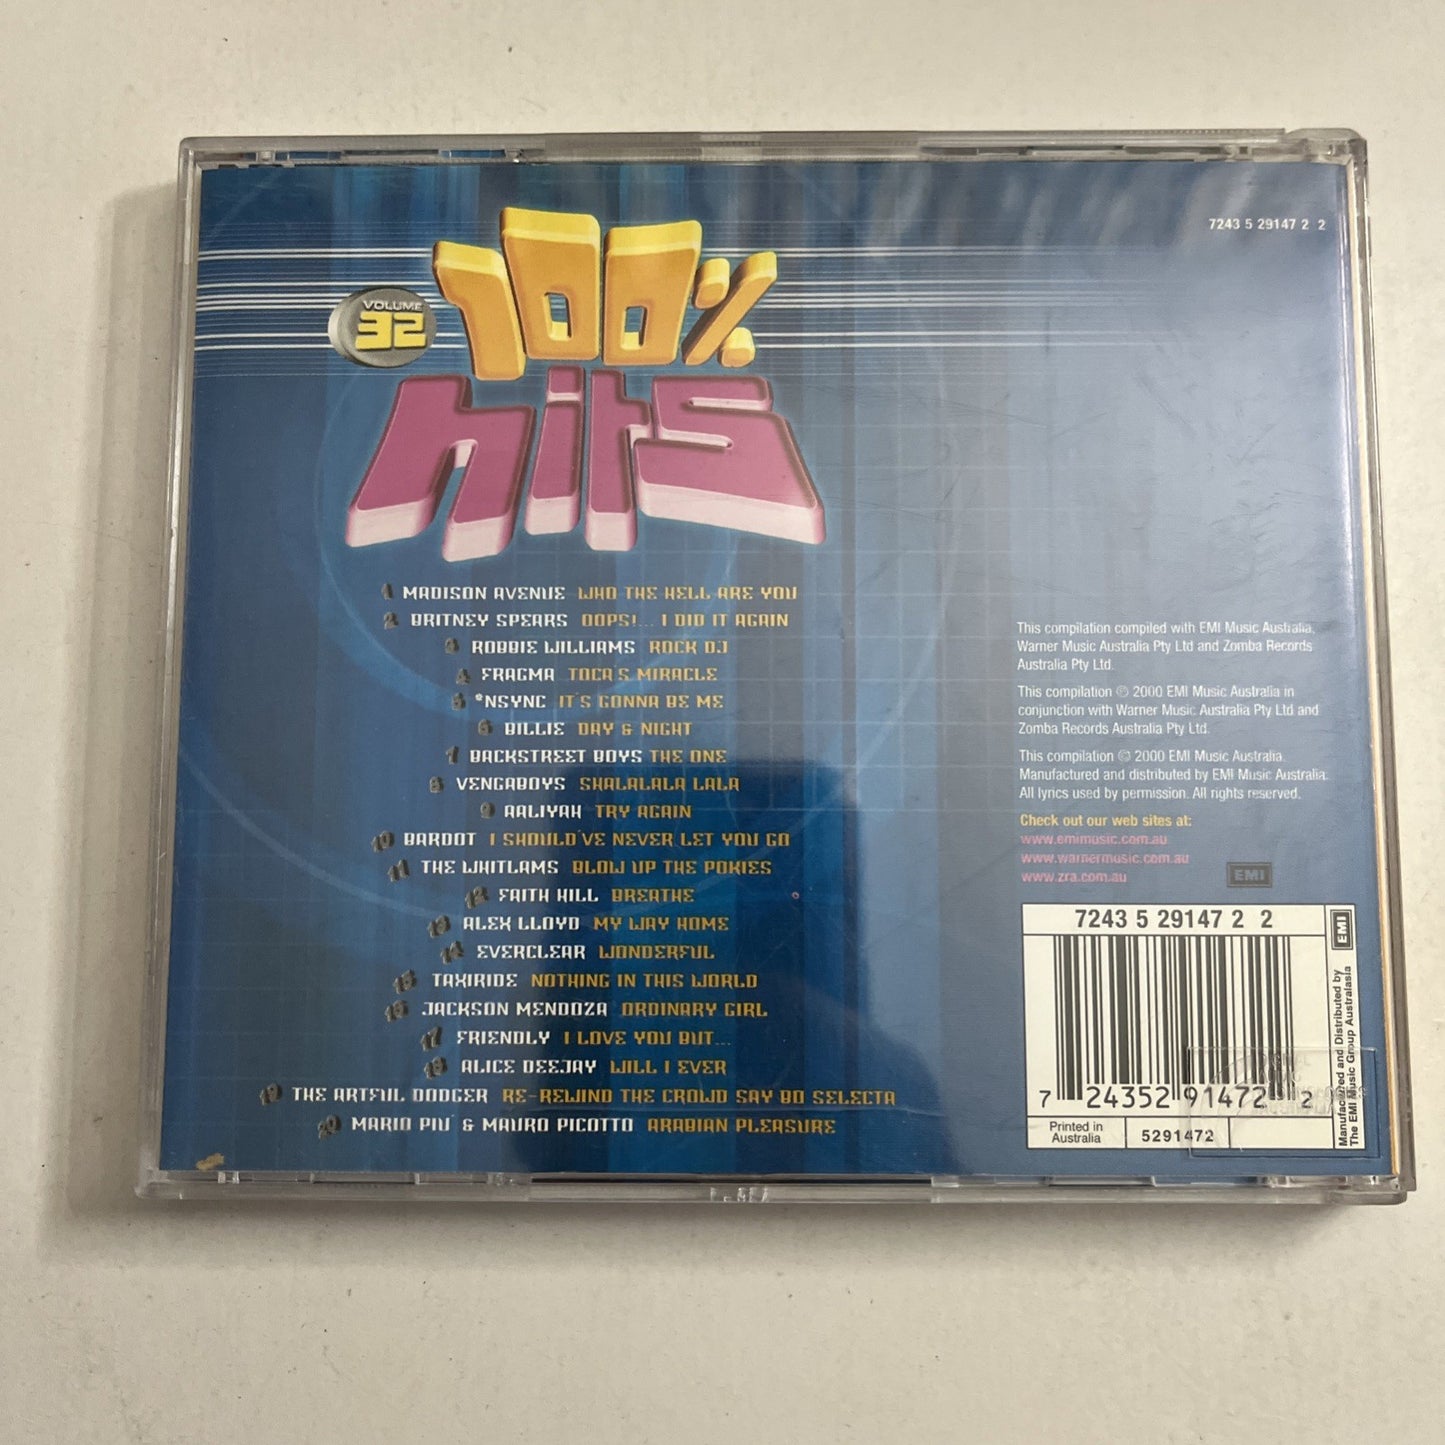 7243 5 29147 2 2
VOLUME
32
100%
hits
1 MADISON AVENUE WHO THE HELL ARE YOU
2 BRITNEY SPEARS OOPS!... I DID IT AGAIN
3 ROBBIE WILLIAMS ROCK DJ
4 FRAGMA TOCA'S MIRACLE
5 *NSYNC IT'S GONNA BE ME
6 BILLIE DAY & NIGHT
7 BACKSTREET BOYS THE ONE
8 VENGABOYS SHALALALA LALA
9 AALIYAH TRY AGAIN
10 BARDOT I SHOULD'VE NEVER LET YOU GO
11 THE WHITLAMS BLOW UP THE POKIES
12 FAITH HILL BREATHE
13 ALEX LLOYD MY WAY HOME
14 EVERCLEAR WONDERFUL
15 TAXIRIDE NOTHING IN THIS WORLD
16 JACKSON MENDOZA ORDINARY GIRL
17 FRIENDLY I LOVE YOU BUT...
18 ALICE DEEJAY WILL I EVER
19 THE ARTFUL DODGER RE-REWIND THE CROWD SAY BO SELECTA
20 MARIO PIU & MAURO PICOTTO ARABIAN PLEASURE
This compilation compiled with EMI Music Australia,
Warner Music Australia Pty Ltd and Zomba Records
Australia Pty Ltd.
This compilation ℗ 2000 EMI Music Australia in
conjunction with Warner Music Australia Pty Ltd and
Zomba Records Australia Pty Ltd.
This compilation © 2000 EMI Music Australia.
Manufactured and distributed by EMI Music Australia.
All lyrics used by permission. All rights reserved.
Check out our web sites at:
www.emimusic.com.au
www.warnermusic.com.au
www.zra.com.au
EMI
7243 5 29147 2 2
7 24352 91472 2
Printed in
Australia
5291472
EMI
Manufactured and Distributed by
The EMI Music Group Australasia